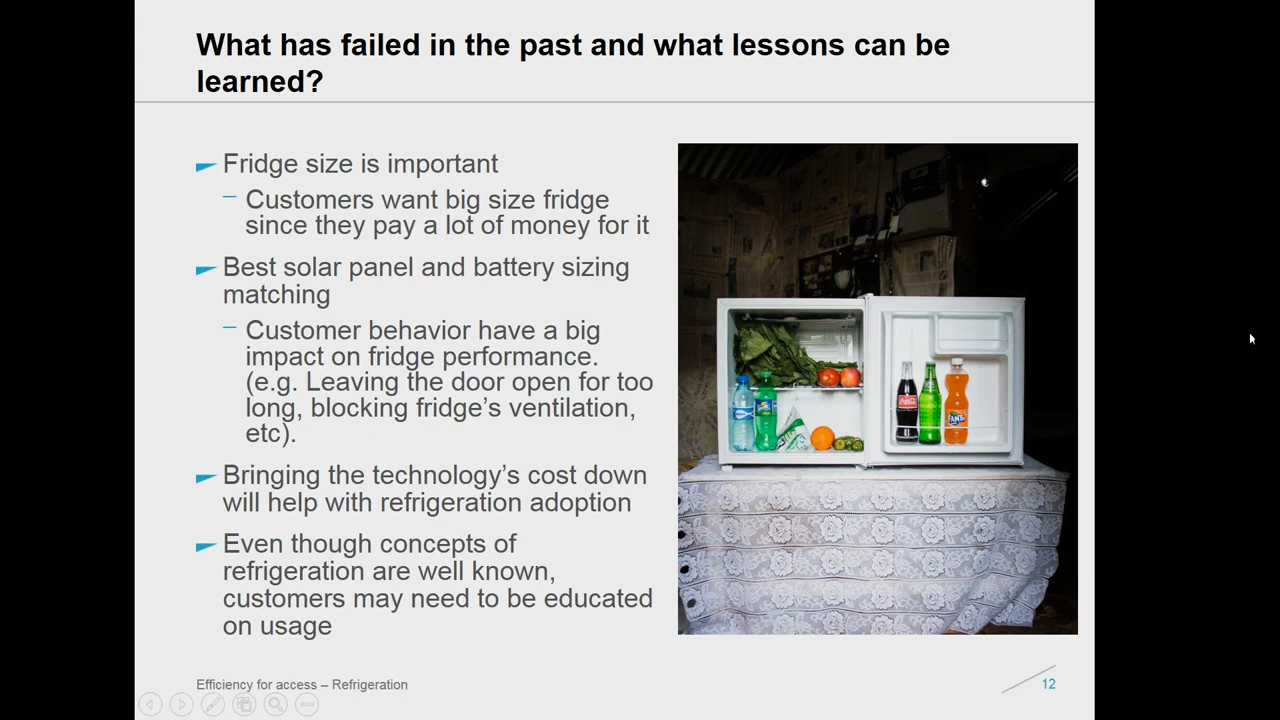 What has failed in the past and what lessons can be
learned?
Fridge size is important
– Customers want big size fridge
since they pay a lot of money for it
Best solar panel and battery sizing
matching
– Customer behavior have a big
impact on fridge performance.
(e.g. Leaving the door open for too
long, blocking fridge’s ventilation,
etc).
Bringing the technology’s cost down
will help with refrigeration adoption
Even though concepts of
refrigeration are well known,
customers may need to be educated
on usage
Coca-Cola
FANTA
Efficiency for access – Refrigeration
12